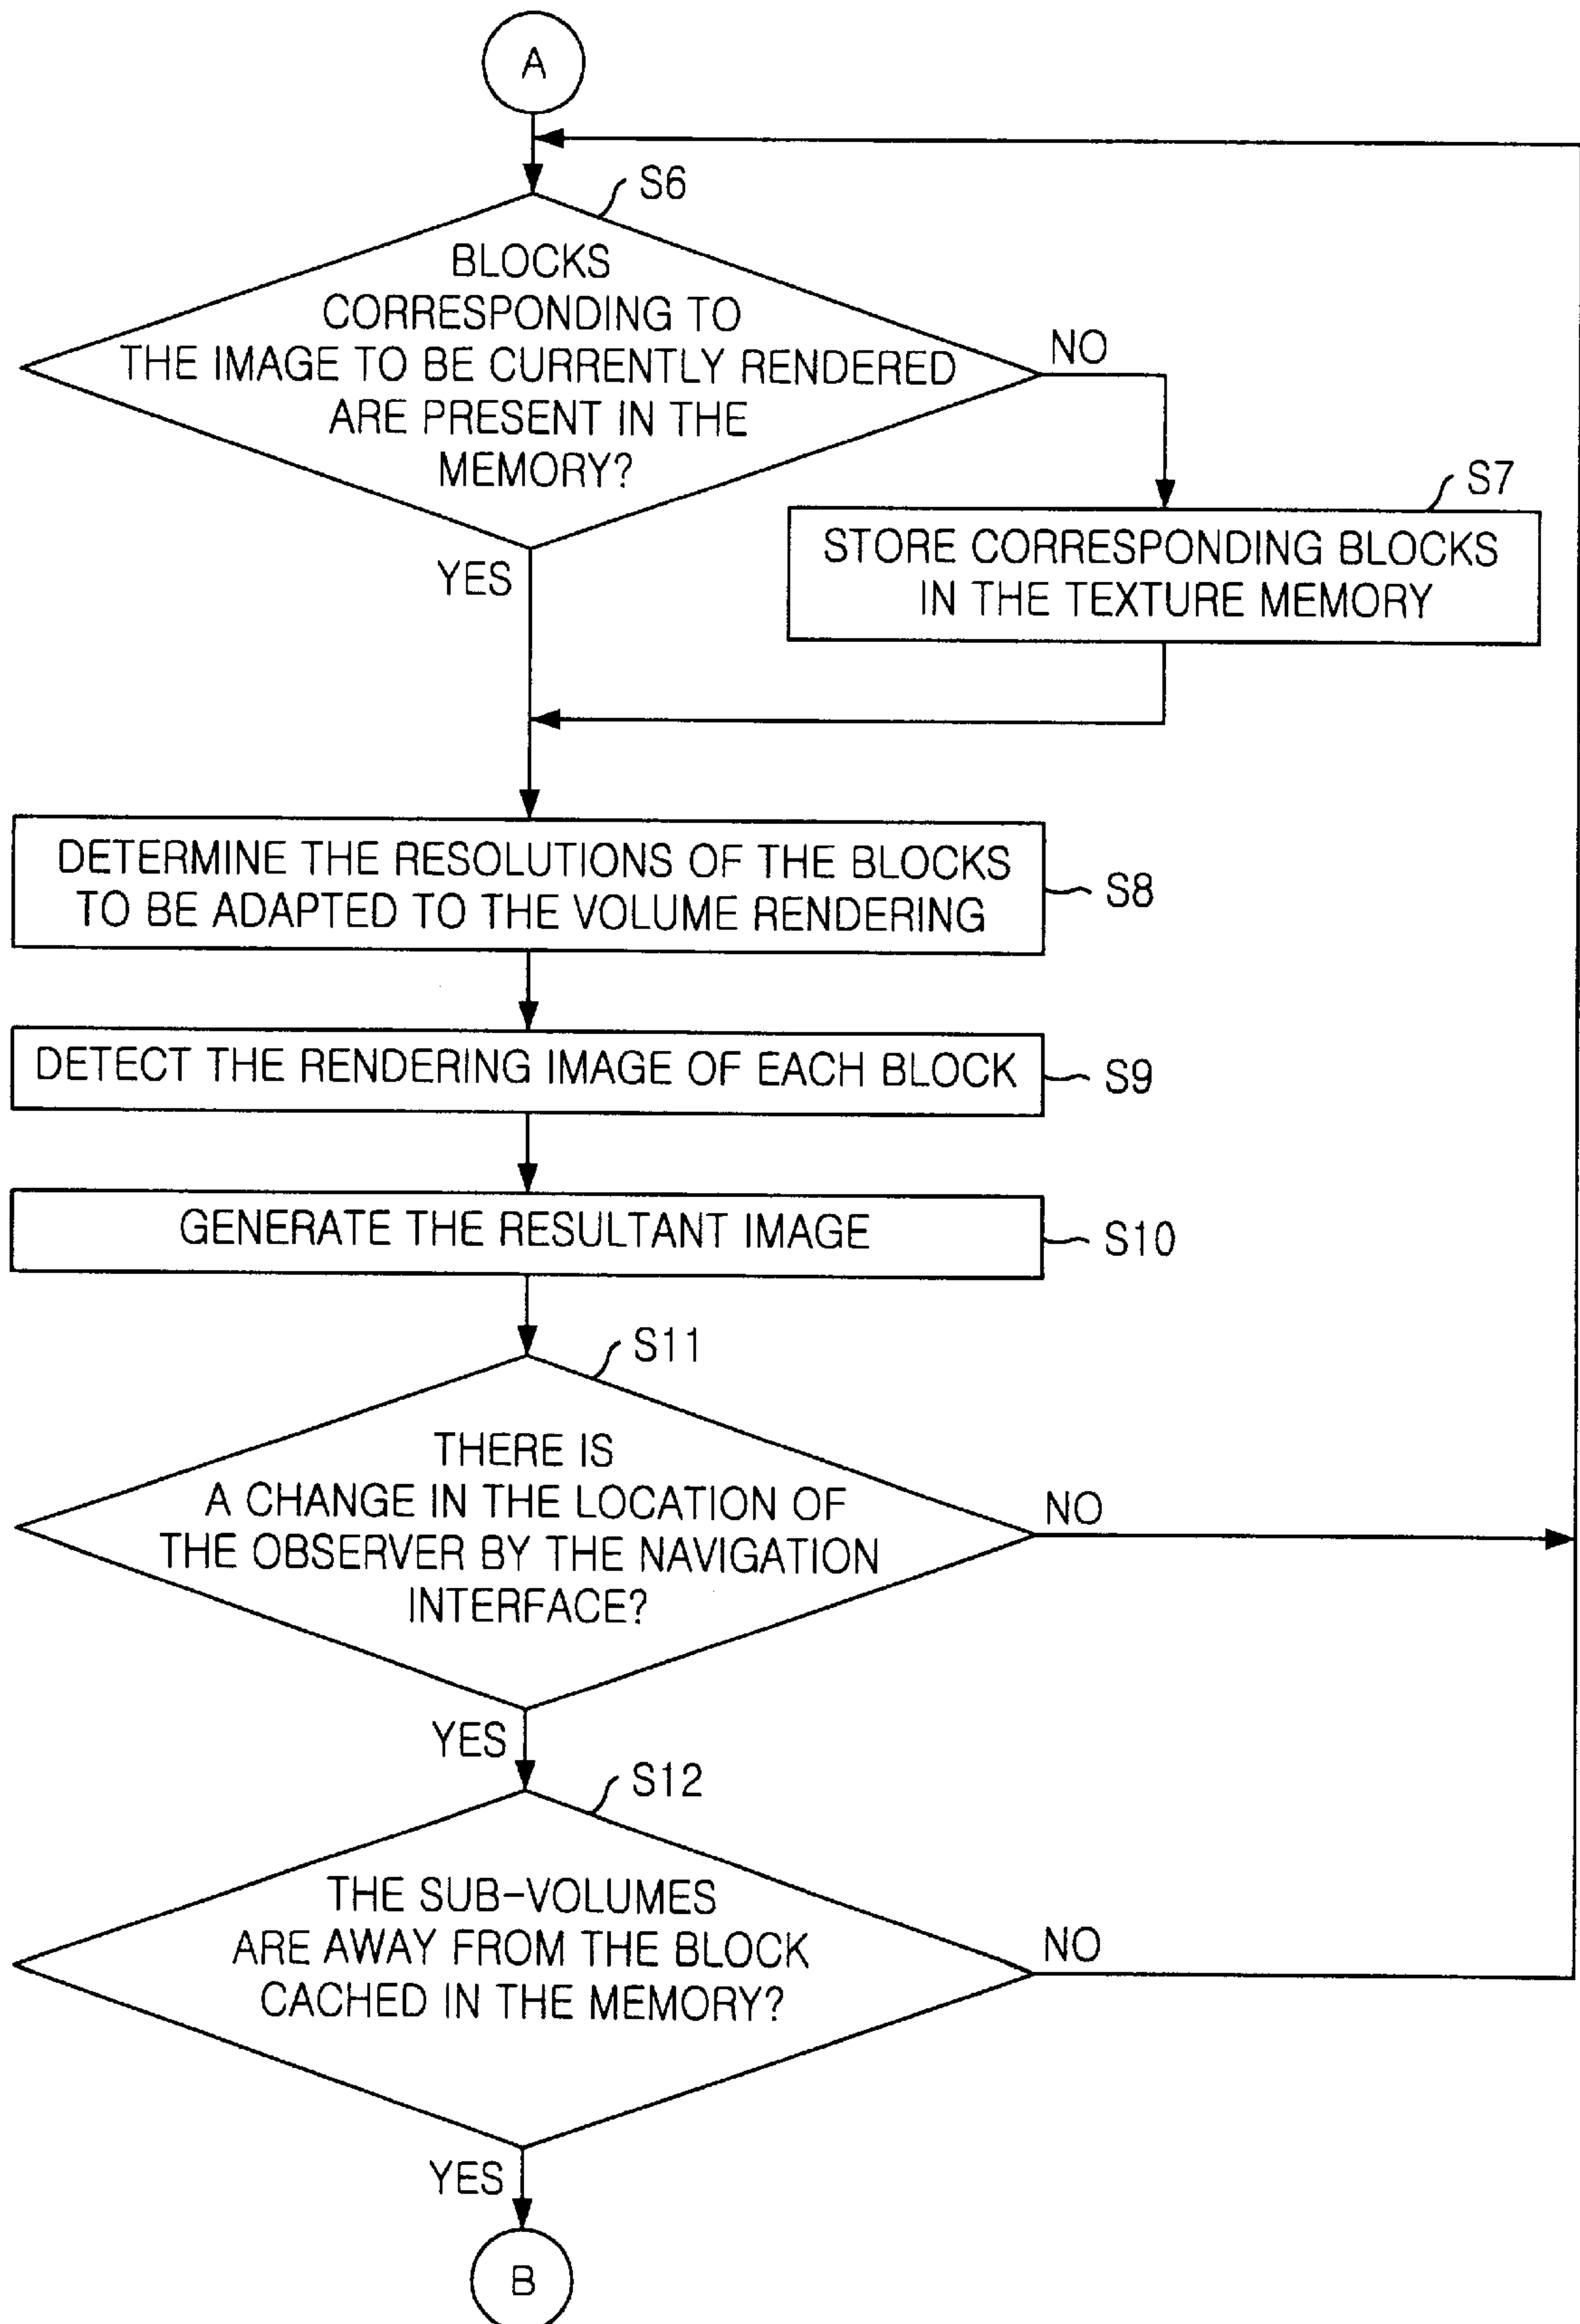 A
S6
BLOCKS
CORRESPONDING TO
THE IMAGE TO BE CURRENTLY RENDERED
ARE PRESENT IN THE
MEMORY?
NO
YES
S7
STORE CORRESPONDING BLOCKS
IN THE TEXTURE MEMORY
DETERMINE THE RESOLUTIONS OF THE BLOCKS
TO BE ADAPTED TO THE VOLUME RENDERING
S8
DETECT THE RENDERING IMAGE OF EACH BLOCK
S9
GENERATE THE RESULTANT IMAGE
S10
S11
THERE IS
A CHANGE IN THE LOCATION OF
THE OBSERVER BY THE NAVIGATION
INTERFACE?
NO
YES
S12
THE SUB-VOLUMES
ARE AWAY FROM THE BLOCK
CACHED IN THE MEMORY?
NO
YES
B